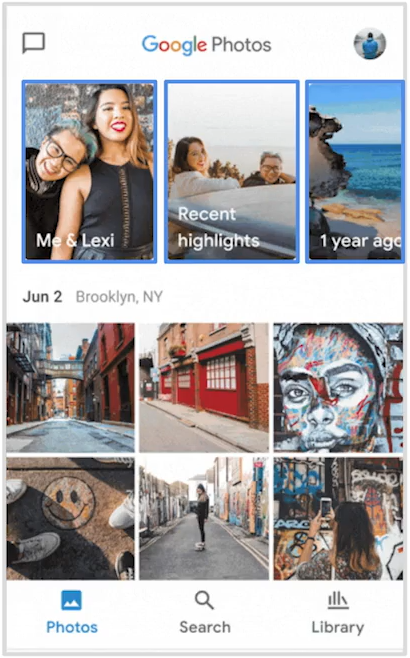 Google Photos
Me & Lexi
Recent
highlights
1 year ago
Jun 2 Brooklyn, NY
Photos
Search
Library